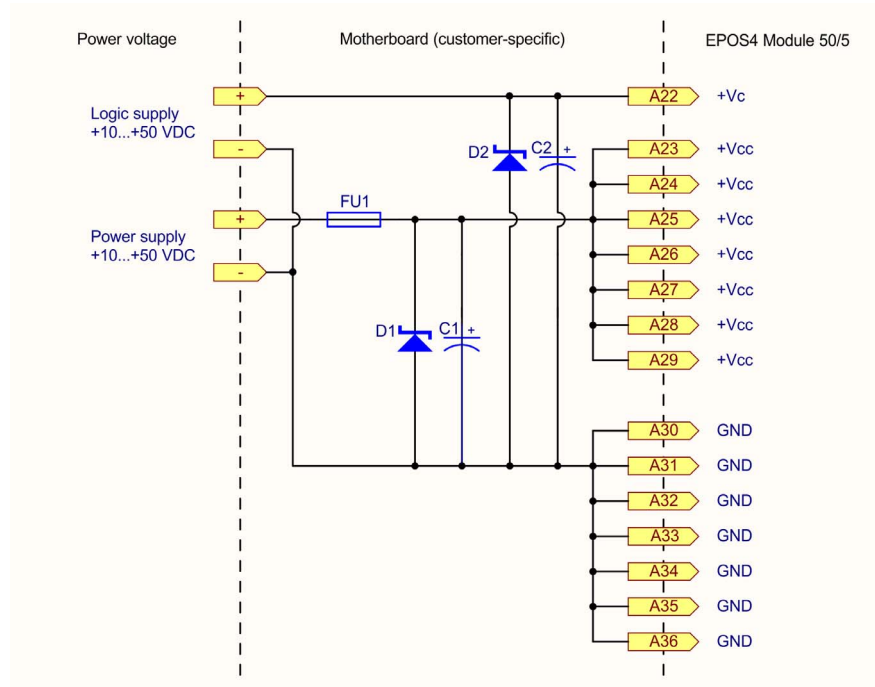 Power voltage
Motherboard (customer-specific)
EPOS4 Module 50/5
+
A22
+Vc
Logic supply
+10...+50 VDC
-
D2
C2
+
A23
+Vcc
A24
+Vcc
FU1
+
A25
+Vcc
Power supply
+10...+50 VDC
-
A26
+Vcc
A27
+Vcc
D1
C1
+
A28
+Vcc
A29
+Vcc
A30
GND
A31
GND
A32
GND
A33
GND
A34
GND
A35
GND
A36
GND